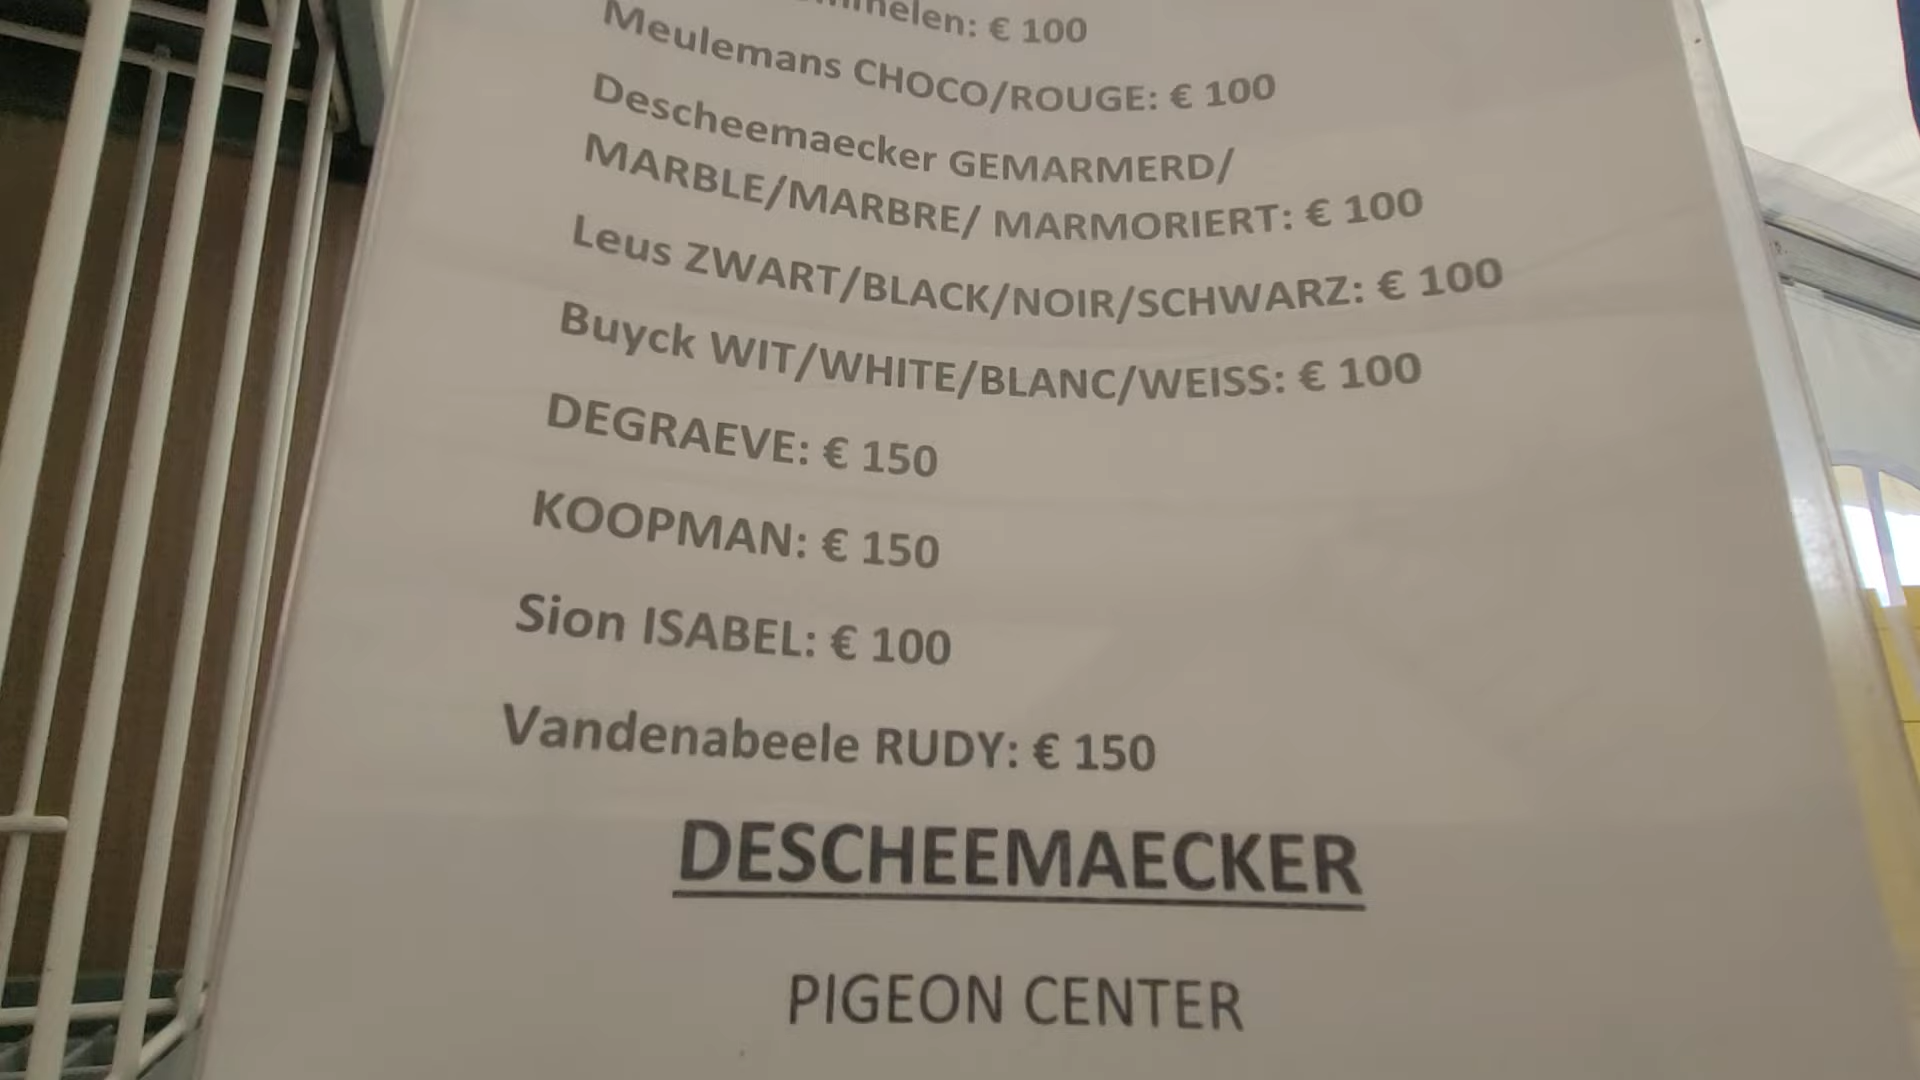 € 100
Meulemans CHOCO/ROUGE: € 100
Descheemaecker GEMARMERD/
MARBLE/MARBRE/ MARMORIERT: € 100
Leus ZWART/BLACK/NOIR/SCHWARZ: € 100
Buyck WIT/WHITE/BLANC/WEISS: € 100
DEGRAEVE: € 150
KOOPMAN: € 150
Sion ISABEL: € 100
Vandenabeele RUDY: € 150
DESCHEEMAECKER
PIGEON CENTER